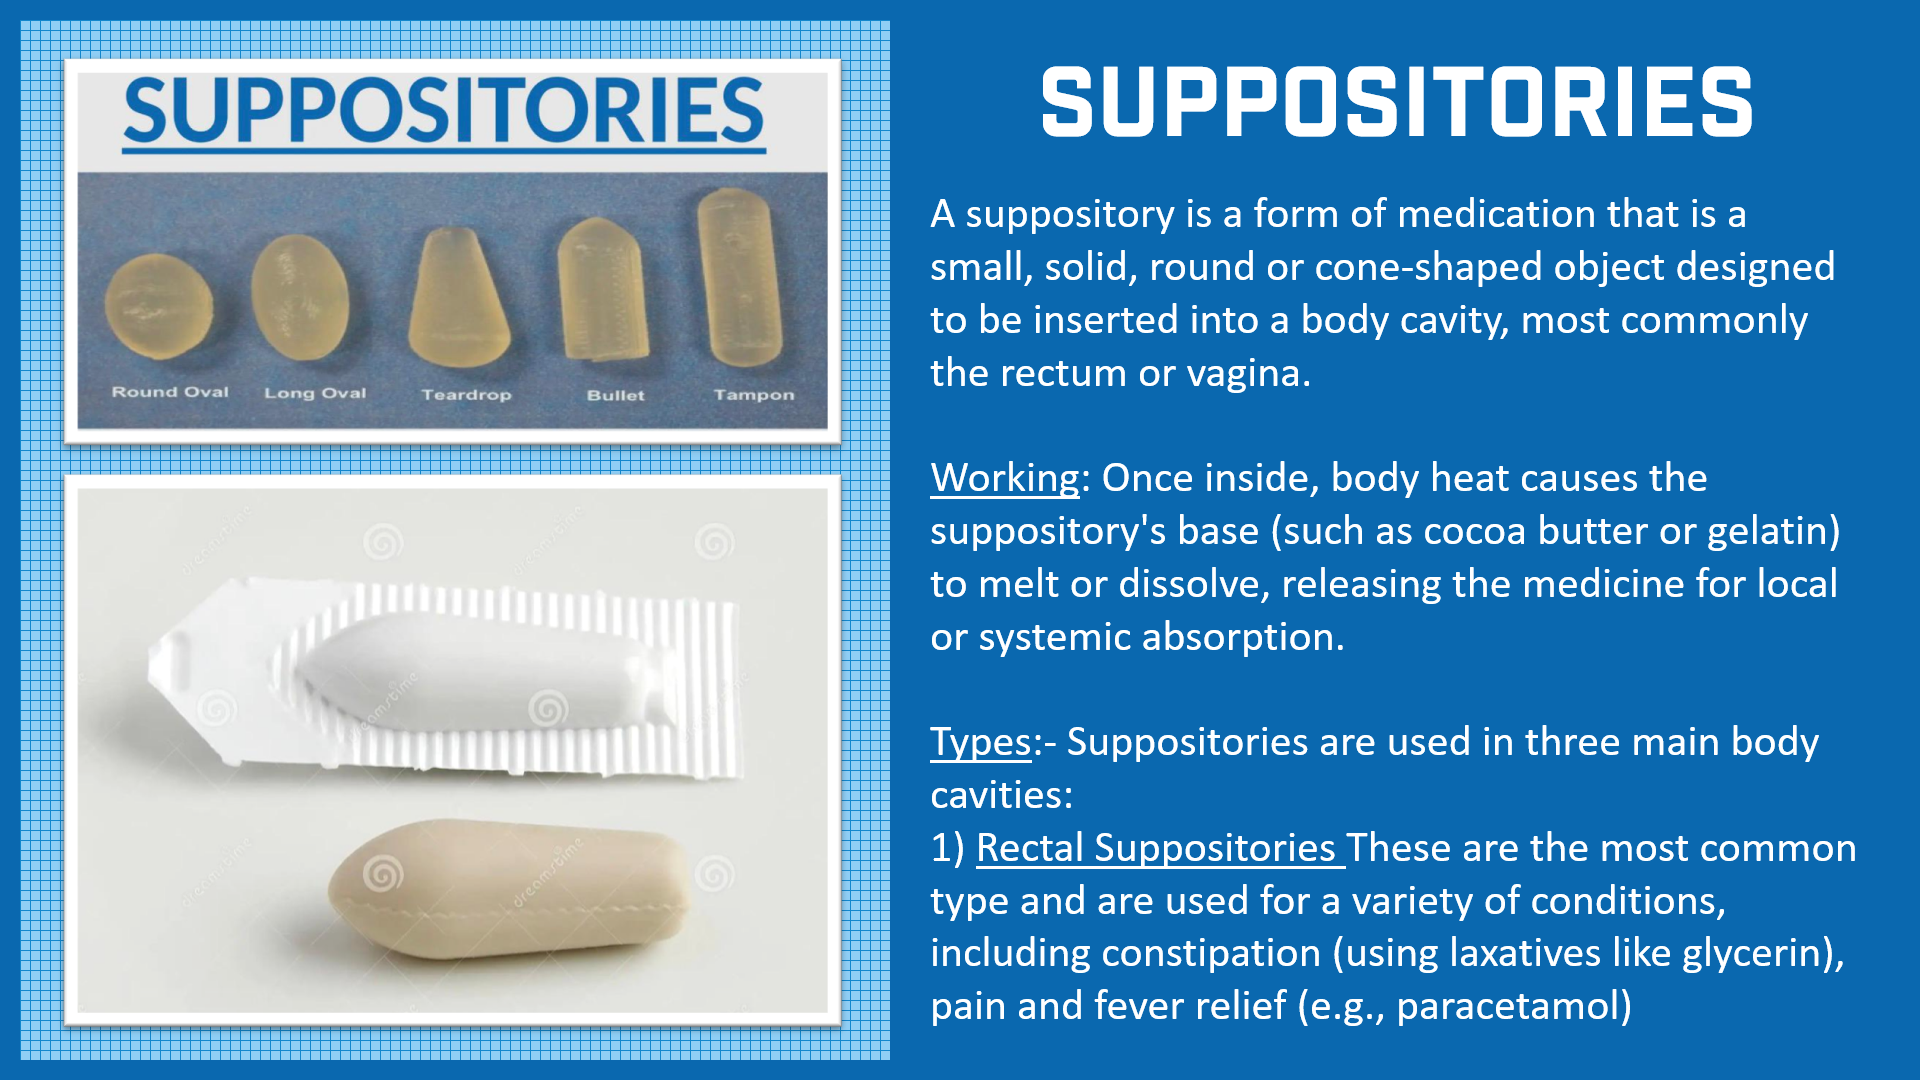 SUPPOSITORIES
Round Oval Long Oval Teardrop Bullet Tampon
dreamstime
dreamstime
dreamstime
dreamstime
dreamstime
SUPPOSITORIES
A suppository is a form of medication that is a
small, solid, round or cone-shaped object designed
to be inserted into a body cavity, most commonly
the rectum or vagina.
Working: Once inside, body heat causes the
suppository's base (such as cocoa butter or gelatin)
to melt or dissolve, releasing the medicine for local
or systemic absorption.
Types:- Suppositories are used in three main body
cavities:
1) Rectal Suppositories These are the most common
type and are used for a variety of conditions,
including constipation (using laxatives like glycerin),
pain and fever relief (e.g., paracetamol)